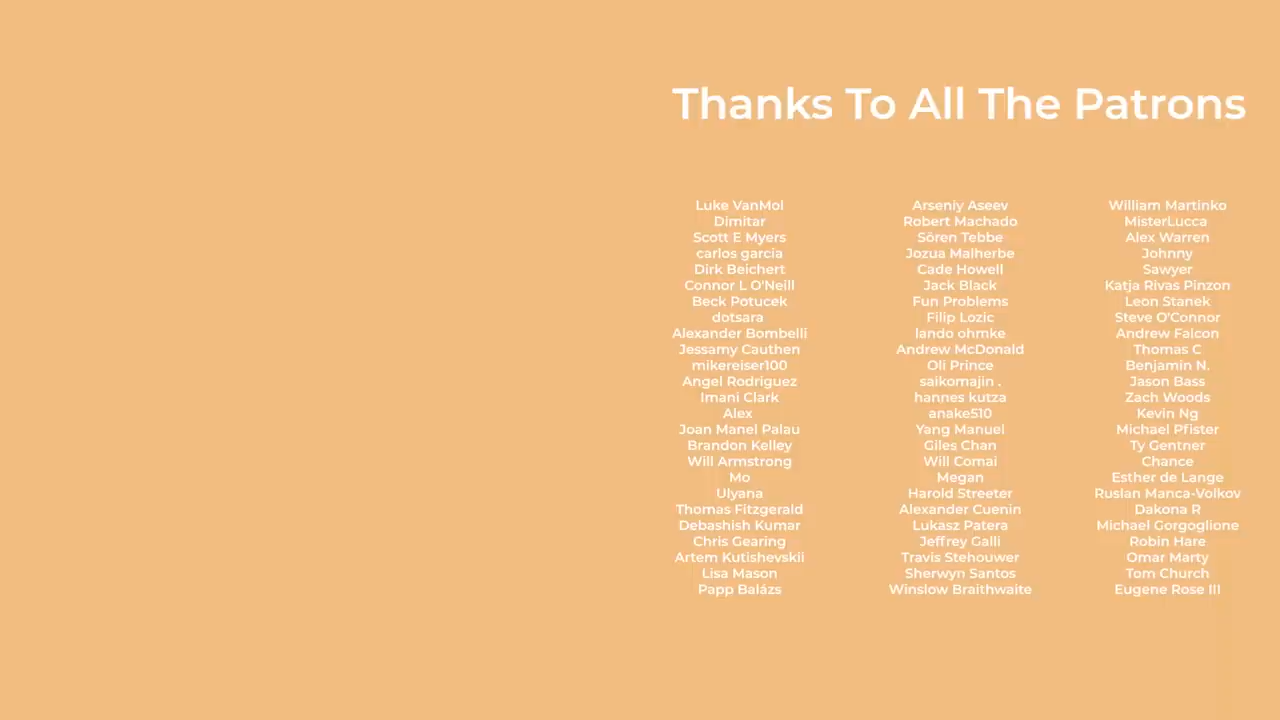 Thanks To All The Patrons
Luke VanMol
Dimitar
Scott E Myers
carlos garcia
Dirk Beichert
Connor L O'Neill
Beck Potucek
dotsara
Alexander Bombelli
Jessamy Cauthen
mikereiser100
Angel Rodriguez
Imani Clark
Alex
Joan Manel Palau
Brandon Kelley
Will Armstrong
Mo
Ulyana
Thomas Fitzgerald
Debashish Kumar
Chris Gearing
Artem Kutishevskii
Lisa Mason
Papp Balázs
Arseniy Aseev
Robert Machado
Sören Tebbe
Jozua Malherbe
Cade Howell
Jack Black
Fun Problems
Filip Lozic
lando ohmke
Andrew McDonald
Oli Prince
saikomajin .
hannes kutza
anake510
Yang Manuel
Giles Chan
Will Comai
Megan
Harold Streeter
Alexander Cuenin
Lukasz Patera
Jeffrey Galli
Travis Stehouwer
Sherwyn Santos
Winslow Braithwaite
William Martinko
MisterLucca
Alex Warren
Johnny
Sawyer
Katja Rivas Pinzon
Leon Stanek
Steve O'Connor
Andrew Falcon
Thomas C
Benjamin N.
Jason Bass
Zach Woods
Kevin Ng
Michael Pfister
Ty Gentner
Chance
Esther de Lange
Ruslan Manca-Volkov
Dakona R
Michael Gorgoglione
Robin Hare
Omar Marty
Tom Church
Eugene Rose III